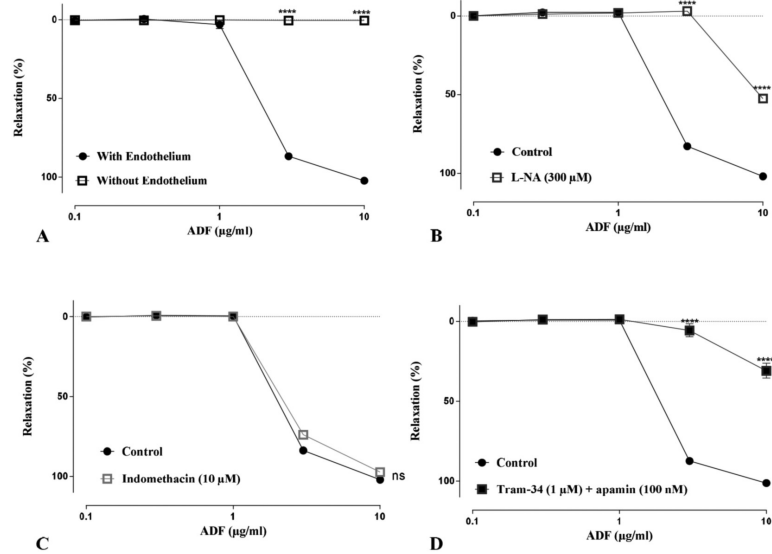 0
50
100
Relaxation (%)
****
****
With Endothelium
Without Endothelium
0.1
1
10
ADF (µg/ml)
A
0
50
100
Relaxation (%)
****
****
Control
L-NA (300 µM)
0.1
1
10
ADF (µg/ml)
B
0
50
100
Relaxation (%)
Control
Indomethacin (10 µM)
ns
0.1
1
10
ADF (µg/ml)
C
0
50
100
Relaxation (%)
****
****
Control
Tram-34 (1 µM) + apamin (100 nM)
0.1
1
10
ADF (µg/ml)
D